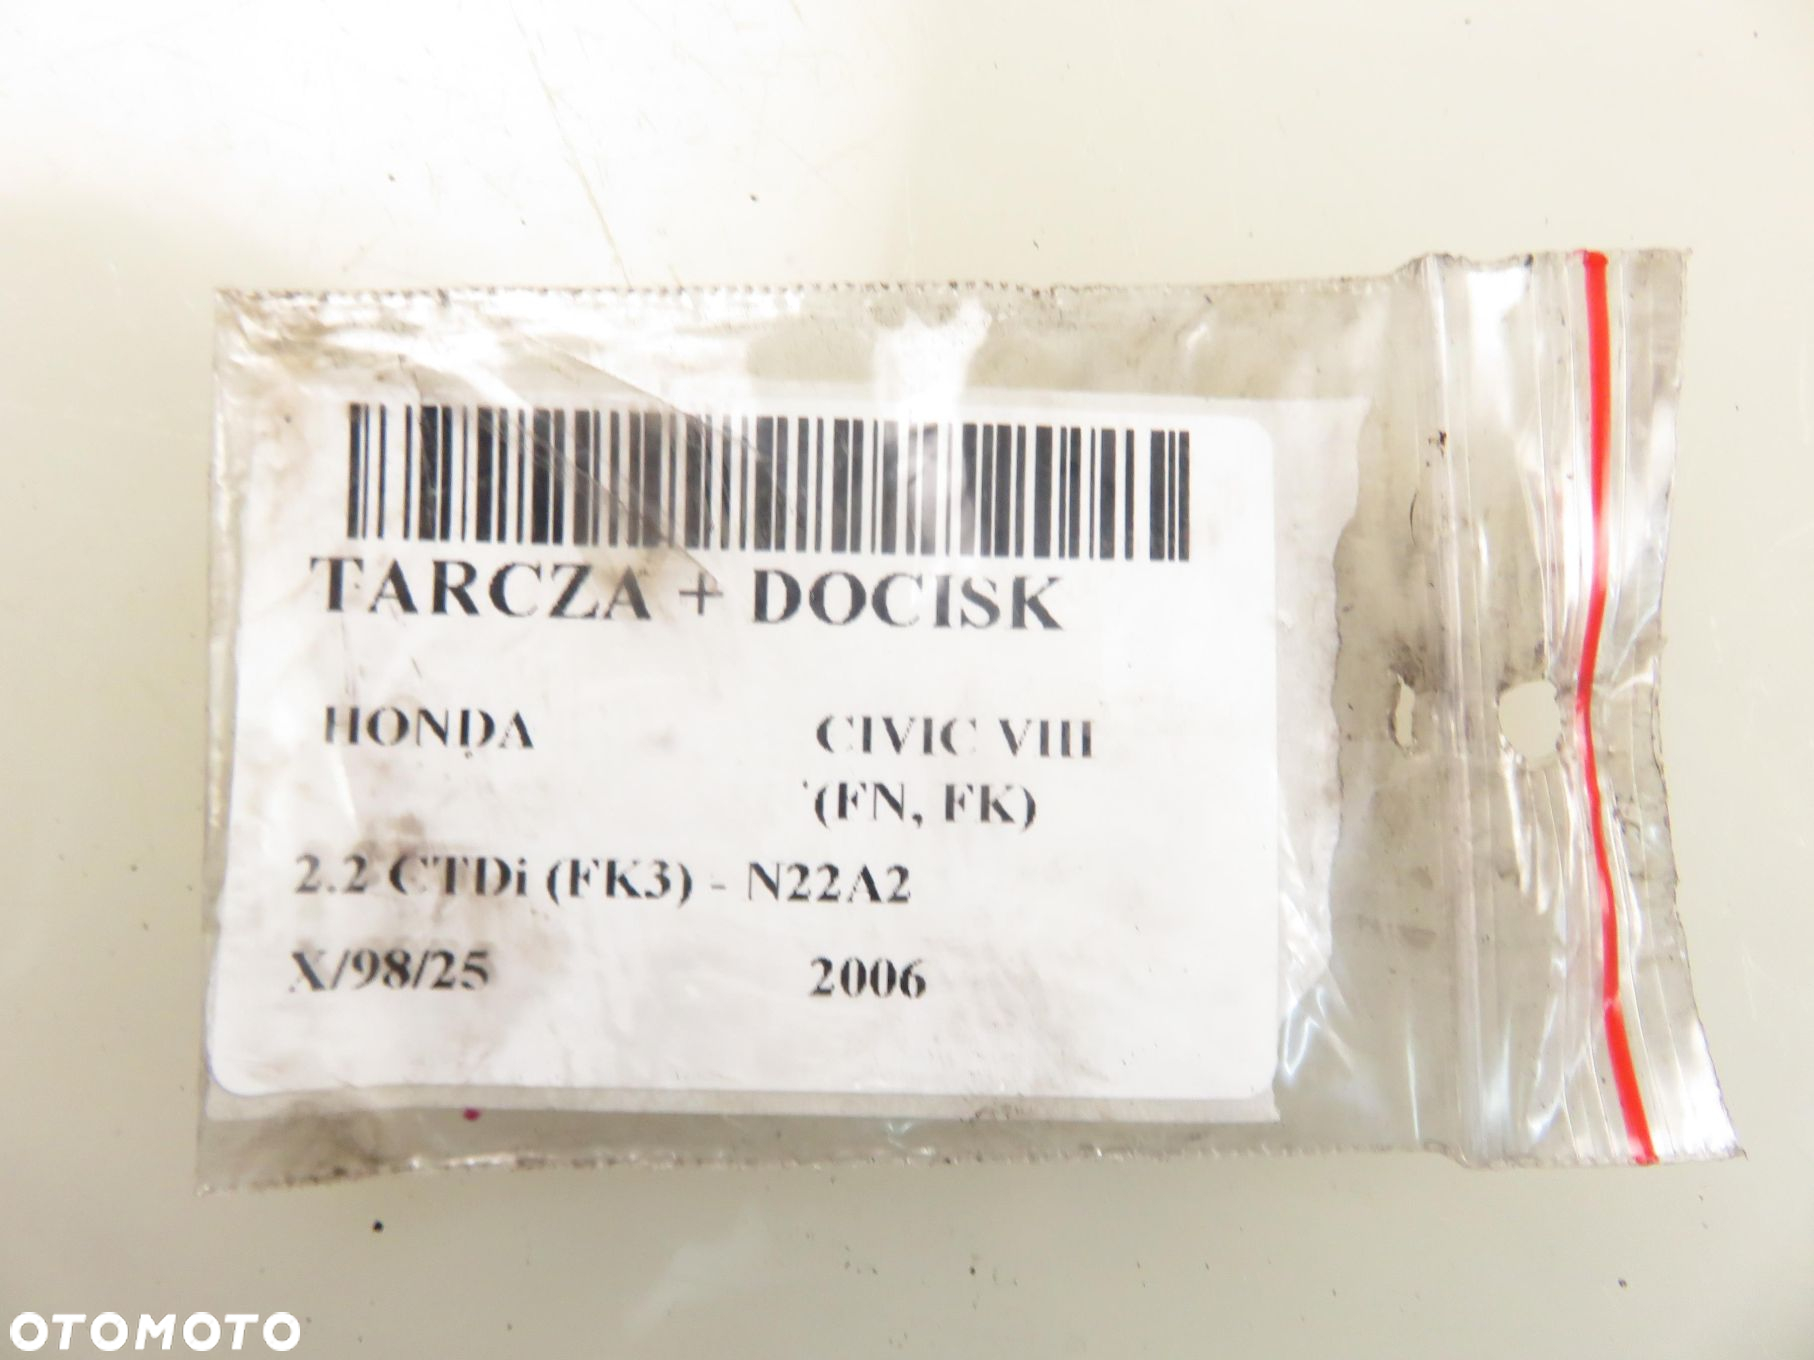 TARCZA + DOCISK
HONDA CIVIC VIII
(FN, FK)
2.2 CTDi (FK3) - N22A2
X/98/25 2006
OTOMOTO